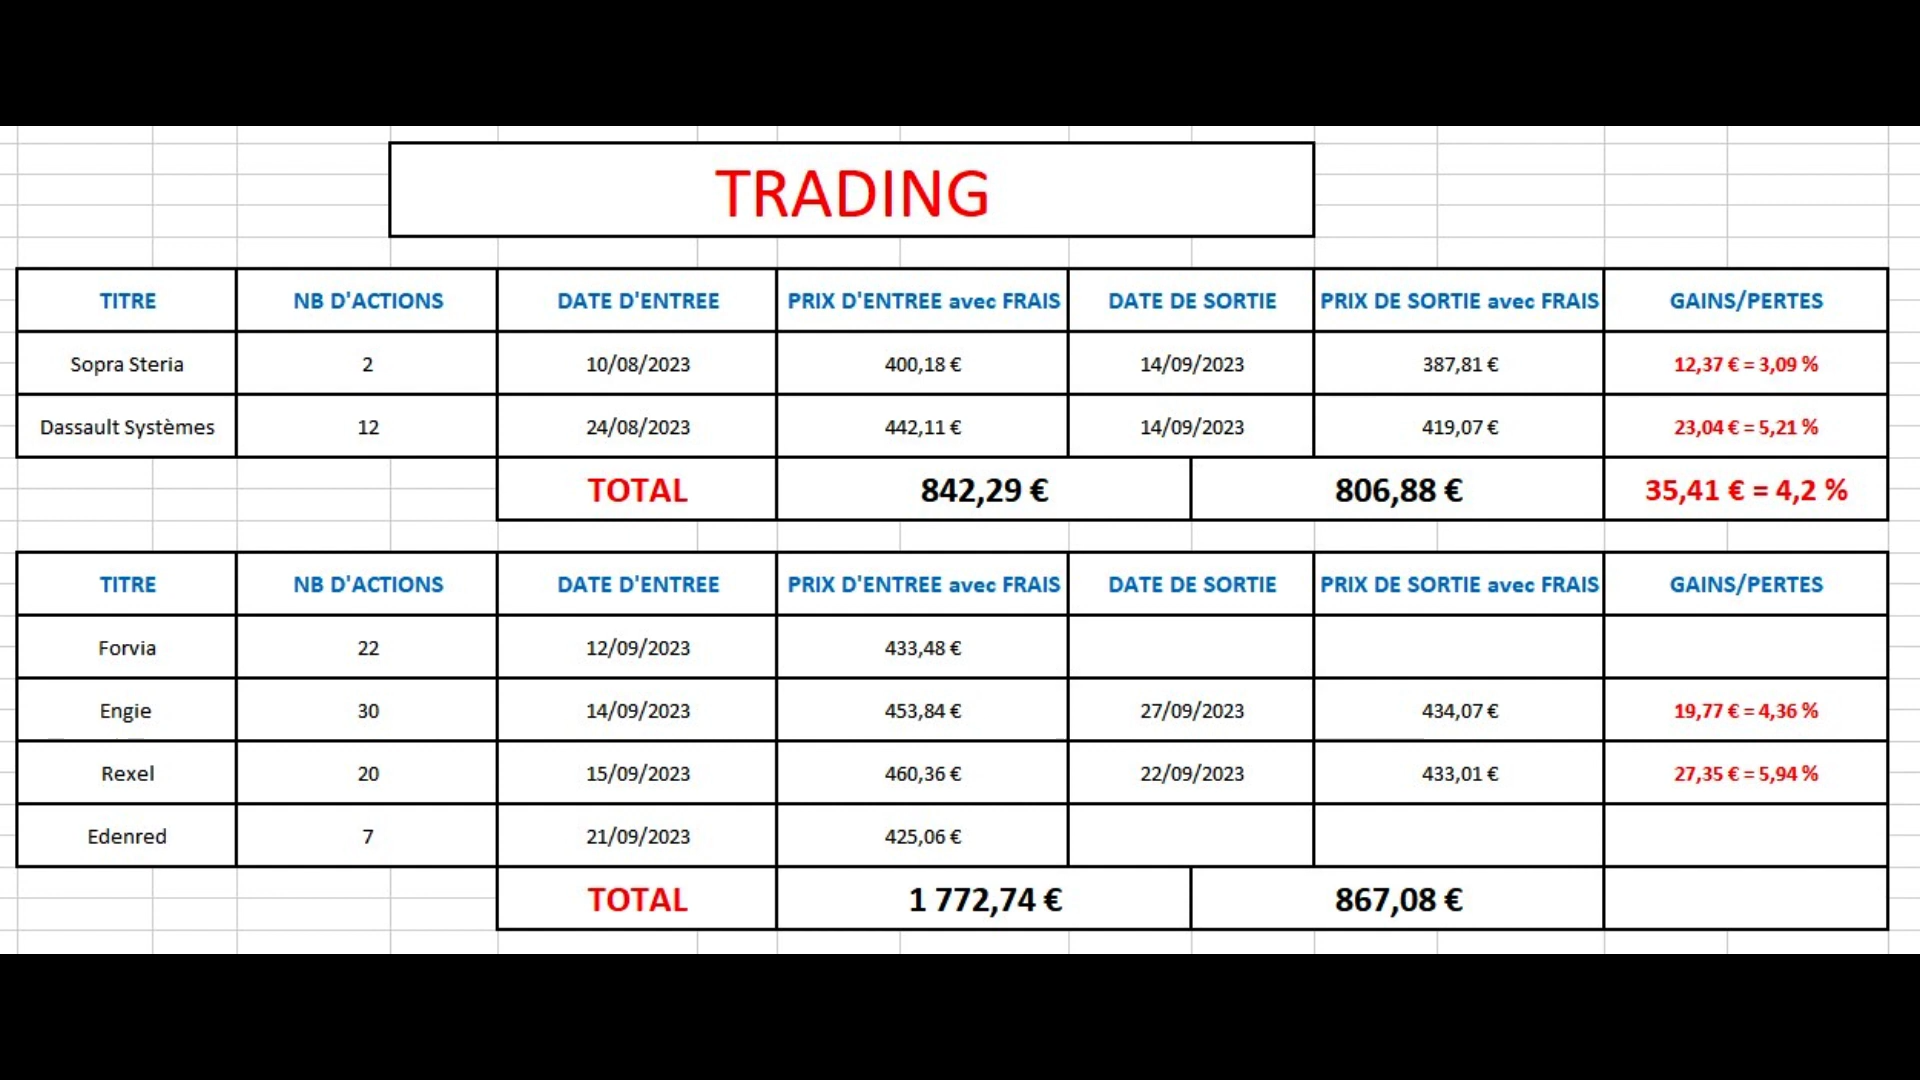 TRADING
TITRE NB D'ACTIONS DATE D'ENTREE PRIX D'ENTREE avec FRAIS DATE DE SORTIE PRIX DE SORTIE avec FRAIS GAINS/PERTES
Sopra Steria 2 10/08/2023 400,18 € 14/09/2023 387,81 € 12,37 € = 3,09 %
Dassault Systèmes 12 24/08/2023 442,11 € 14/09/2023 419,07 € 23,04 € = 5,21 %
TOTAL 842,29 € 806,88 € 35,41 € = 4,2 %
TITRE NB D'ACTIONS DATE D'ENTREE PRIX D'ENTREE avec FRAIS DATE DE SORTIE PRIX DE SORTIE avec FRAIS GAINS/PERTES
Forvia 22 12/09/2023 433,48 €
Engie 30 14/09/2023 453,84 € 27/09/2023 434,07 € 19,77 € = 4,36 %
Rexel 20 15/09/2023 460,36 € 22/09/2023 433,01 € 27,35 € = 5,94 %
Edenred 7 21/09/2023 425,06 €
TOTAL 1 772,74 € 867,08 €